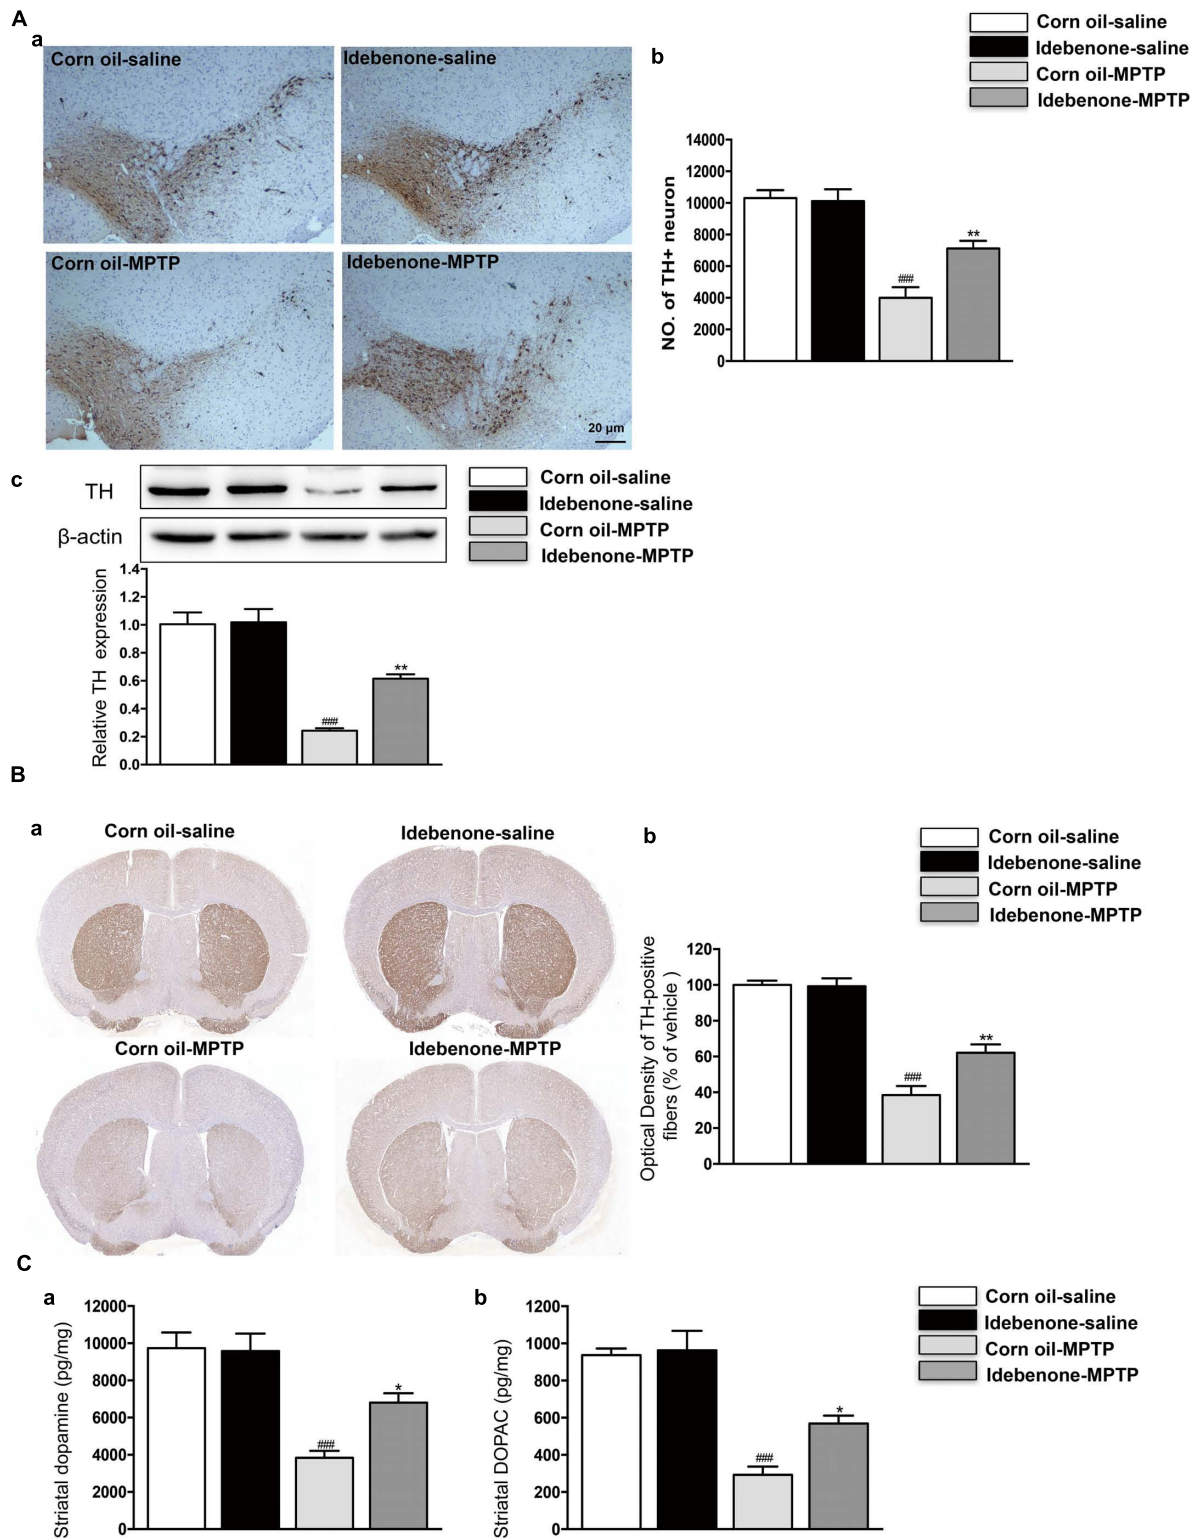 A
a
Corn oil-saline
Idebenone-saline
Corn oil-MPTP
Idebenone-MPTP
20 µm
b
Corn oil-saline
Idebenone-saline
Corn oil-MPTP
Idebenone-MPTP
NO. of TH+ neuron
14000
12000
10000
8000
6000
4000
2000
0
###
**
c
TH
β-actin
Corn oil-saline
Idebenone-saline
Corn oil-MPTP
Idebenone-MPTP
Relative TH expression
1.4
1.2
1.0
0.8
0.6
0.4
0.2
0.0
###
**
B
a
Corn oil-saline
Idebenone-saline
Corn oil-MPTP
Idebenone-MPTP
b
Corn oil-saline
Idebenone-saline
Corn oil-MPTP
Idebenone-MPTP
Optical Density of TH-positive
fibers (% of vehicle )
120
100
80
60
40
20
0
###
**
C
a
Striatal dopamine (pg/mg)
12000
10000
8000
6000
4000
2000
0
###
*
b
Striatal DOPAC (pg/mg)
1200
1000
800
600
400
200
0
###
*
Corn oil-saline
Idebenone-saline
Corn oil-MPTP
Idebenone-MPTP